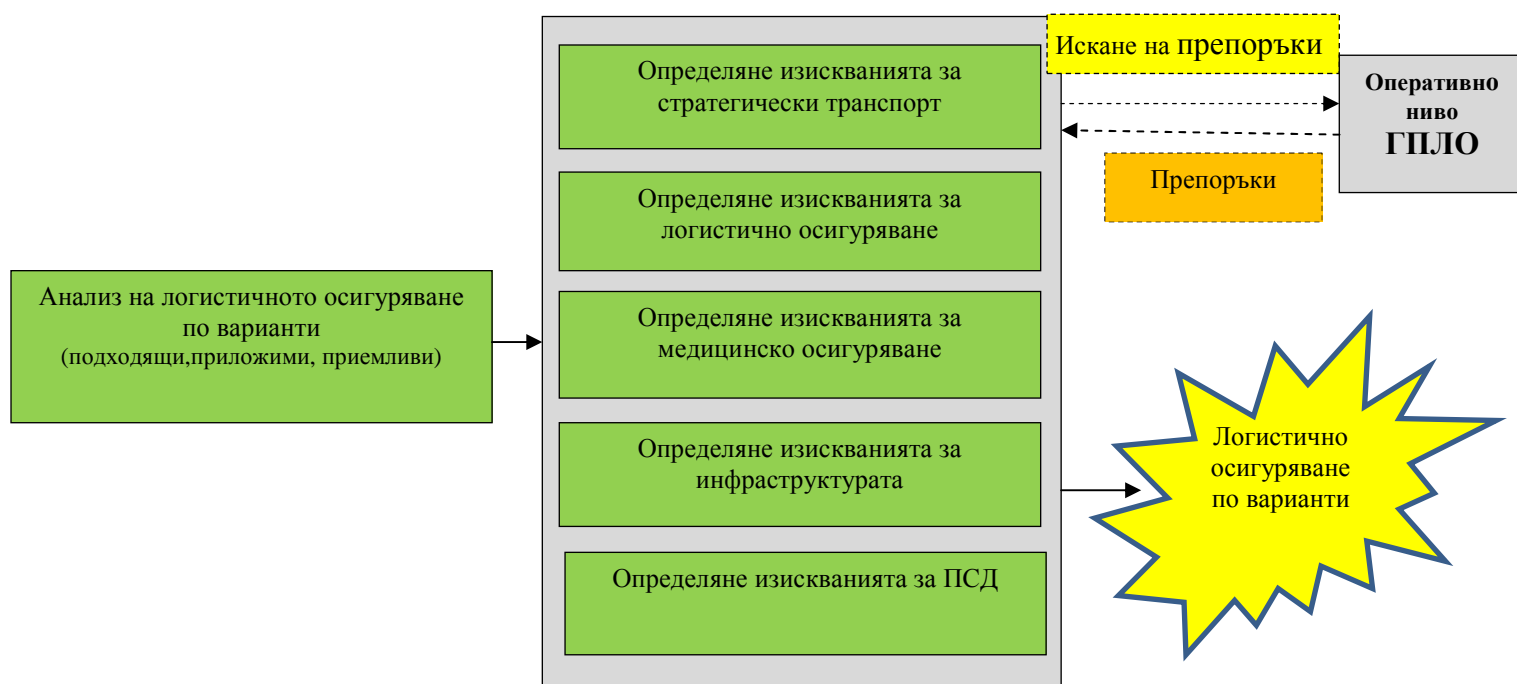 Анализ на логистичното осигуряване
по варианти
(подходящи,приложими, приемливи)
Определяне изискванията за
стратегически транспорт
Определяне изискванията за
логистично осигуряване
Определяне изискванията за
медицинско осигуряване
Определяне изискванията за
инфраструктурата
Определяне изискванията за ПСД
Искане на препоръки
Оперативно
ниво
ГПЛО
Препоръки
Логистично
осигуряване
по варианти